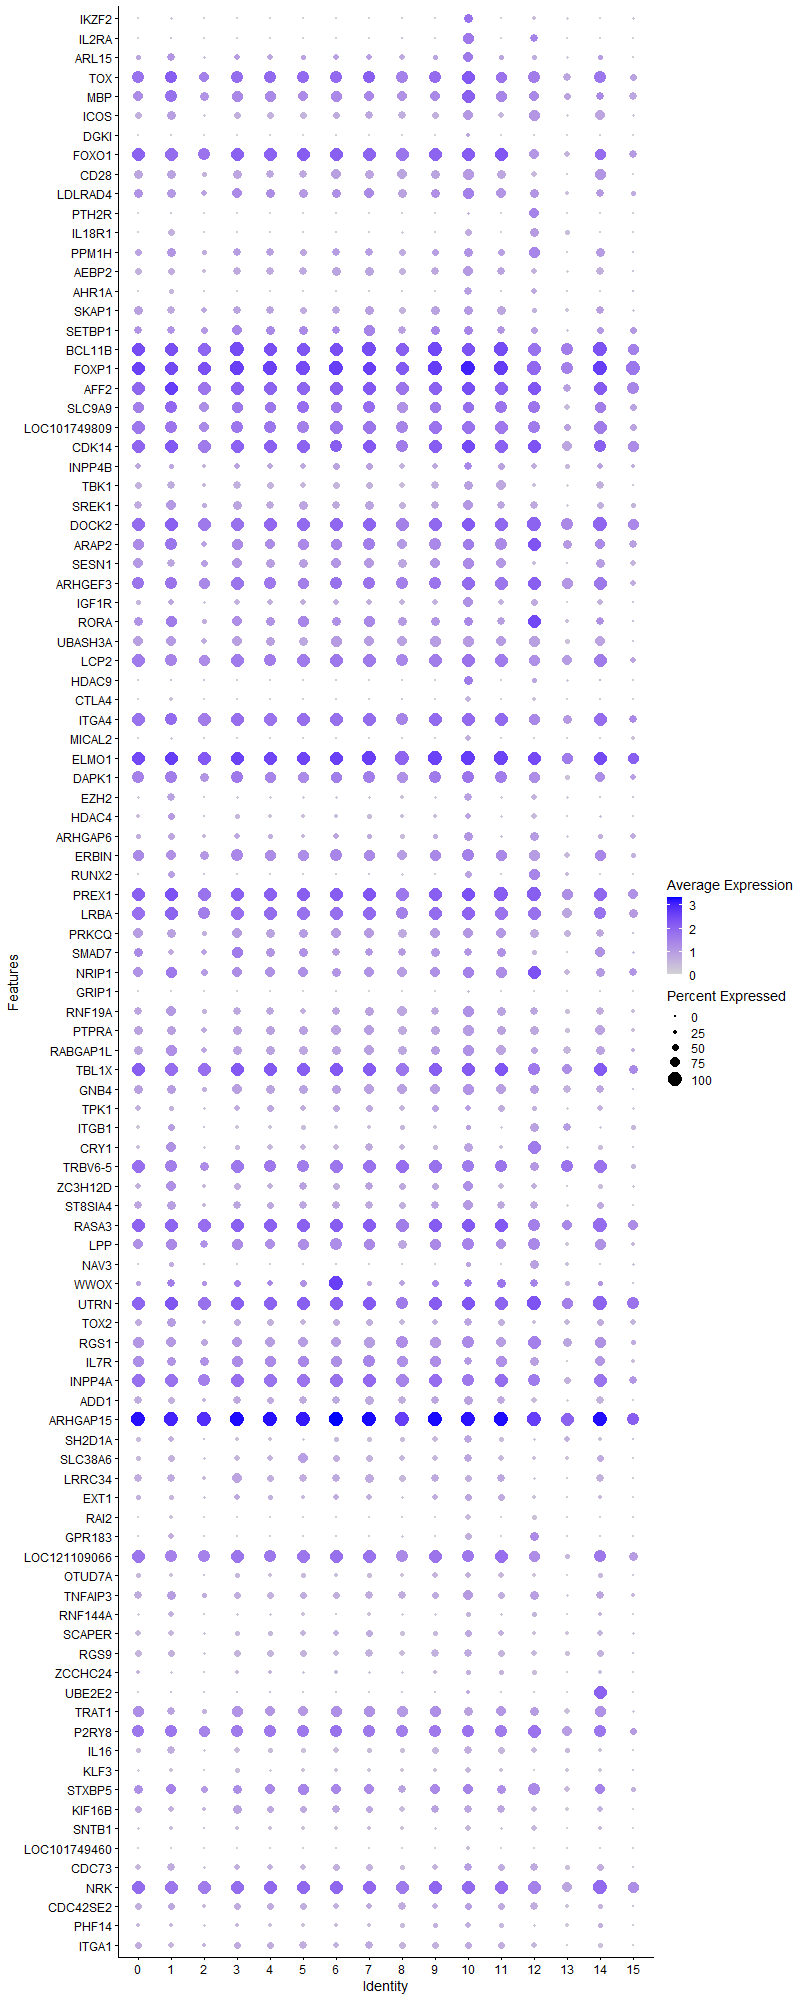 IKZF2
IL2RA
ARL15
TOX
MBP
ICOS
DGKI
FOXO1
CD28
LDLRAD4
PTH2R
IL18R1
PPM1H
AEBP2
AHR1A
SKAP1
SETBP1
BCL11B
FOXP1
AFF2
SLC9A9
LOC101749809
CDK14
INPP4B
TBK1
SREK1
DOCK2
ARAP2
SESN1
ARHGEF3
IGF1R
RORA
UBASH3A
LCP2
HDAC9
CTLA4
ITGA4
MICAL2
ELMO1
DAPK1
EZH2
HDAC4
ARHGAP6
ERBIN
RUNX2
PREX1
LRBA
PRKCQ
SMAD7
NRIP1
GRIP1
RNF19A
PTPRA
RABGAP1L
TBL1X
GNB4
TPK1
ITGB1
CRY1
TRBV6-5
ZC3H12D
ST8SIA4
RASA3
LPP
NAV3
WWOX
UTRN
TOX2
RGS1
IL7R
INPP4A
ADD1
ARHGAP15
SH2D1A
SLC38A6
LRRC34
EXT1
RAI2
GPR183
LOC121109066
OTUD7A
TNFAIP3
RNF144A
SCAPER
RGS9
ZCCHC24
UBE2E2
TRAT1
P2RY8
IL16
KLF3
STXBP5
KIF16B
SNTB1
LOC101749460
CDC73
NRK
CDC42SE2
PHF14
ITGA1
Features
0 1 2 3 4 5 6 7 8 9 10 11 12 13 14 15
Identity
Average Expression
3
2
1
0
Percent Expressed
0
25
50
75
100